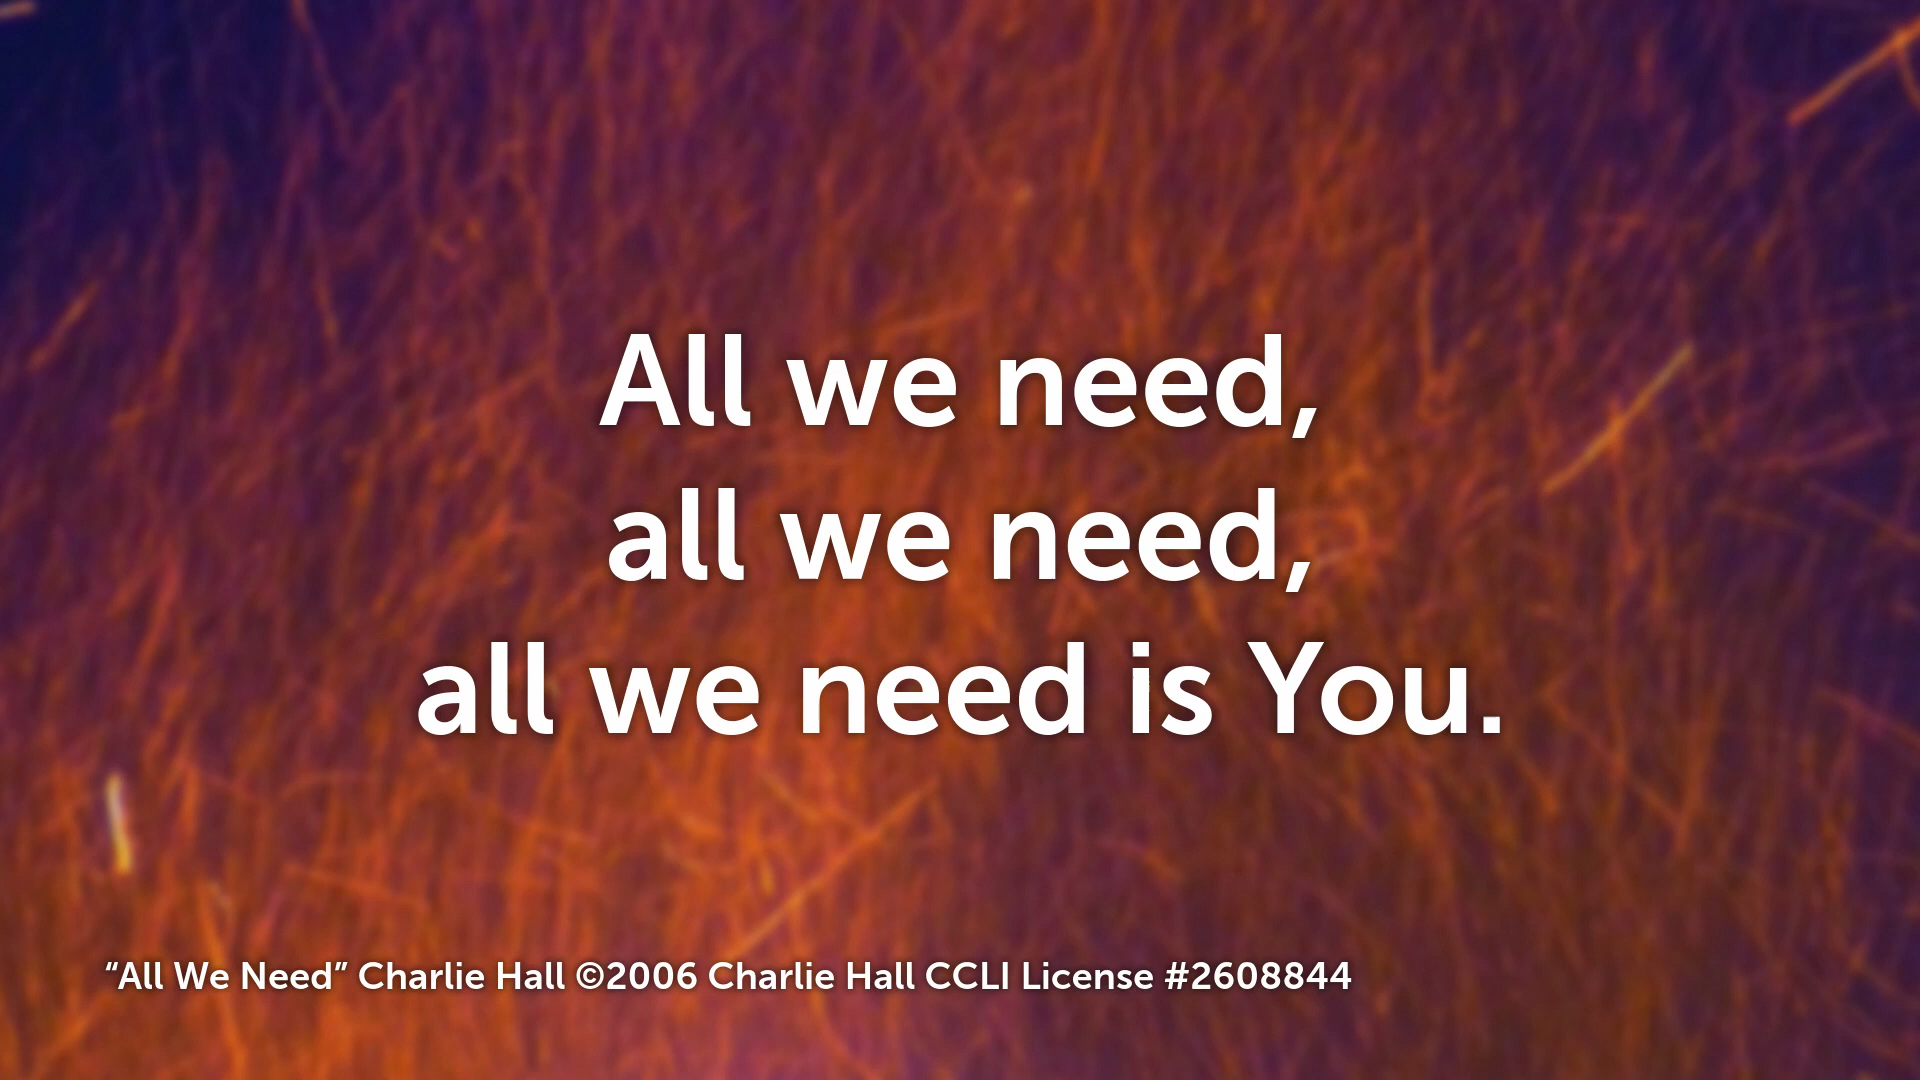 All we need,
all we need,
all we need is You.
“All We Need” Charlie Hall ©2006 Charlie Hall CCLI License #2608844